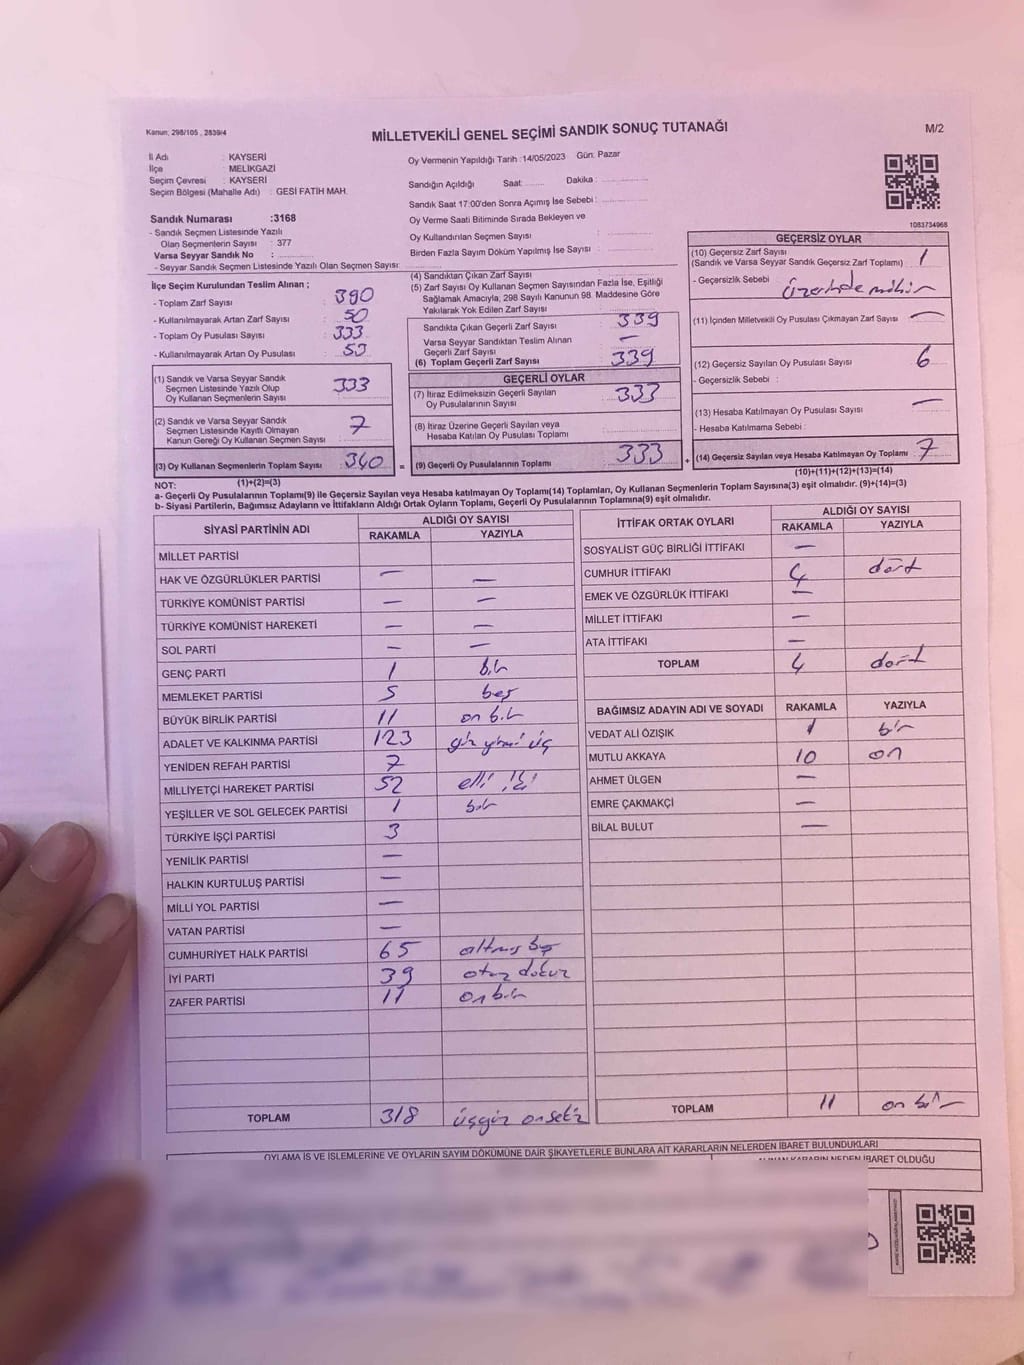 Kanun; 298/105 , 2839/4
MİLLETVEKİLİ GENEL SEÇİMİ SANDIK SONUÇ TUTANAĞI
M/2
İl Adı : KAYSERİ
İlçe : MELİKGAZİ
Seçim Çevresi : KAYSERİ
Seçim Bölgesi (Mahalle Adı) : GESİ FATİH MAH.
Sandık Numarası :3168
- Sandık Seçmen Listesinde Yazılı
Olan Seçmenlerin Sayısı : 377
Varsa Seyyar Sandık No :
- Seyyar Sandık Seçmen Listesinde Yazılı Olan Seçmen Sayısı:
Oy Vermenin Yapıldığı Tarih :14/05/2023 Gün: Pazar
Sandığın Açıldığı Saat: Dakika :
Sandık Saat 17:00'den Sonra Açımış İse Sebebi :
Oy Verme Saati Bitiminde Sırada Bekleyen ve
Oy Kullandırılan Seçmen Sayısı :
Birden Fazla Sayım Döküm Yapılmış İse Sayısı :
1083734968
İlçe Seçim Kurulundan Teslim Alınan ;
- Toplam Zarf Sayısı : 390
- Kullanılmayarak Artan Zarf Sayısı : 50
- Toplam Oy Pusulası Sayısı : 333
- Kullanılmayarak Artan Oy Pusulası : 53
(1) Sandık ve Varsa Seyyar Sandık
Seçmen Listesinde Yazılı Olup
Oy Kullanan Seçmenlerin Sayısı : 333
(2) Sandık ve Varsa Seyyar Sandık
Seçmen Listesinde Kayıtlı Olmayan
Kanun Gereği Oy Kullanan Seçmen Sayısı : 7
(3) Oy Kullanan Seçmenlerin Toplam Sayısı : 340
(4) Sandıktan Çıkan Zarf Sayısı :
(5) Zarf Sayısı Oy Kullanan Seçmen Sayısından Fazla İse, Eşitliği
Sağlamak Amacıyla; 298 Sayılı Kanunun 98. Maddesine Göre
Yakılarak Yok Edilen Zarf Sayısı :
Sandıkta Çıkan Geçerli Zarf Sayısı : 339
Varsa Seyyar Sandıktan Teslim Alınan
Geçerli Zarf Sayısı : —
(6) Toplam Geçerli Zarf Sayısı : 339
GEÇERLİ OYLAR
(7) İtiraz Edilmeksizin Geçerli Sayılan
Oy Pusulalarının Sayısı : 333
(8) İtiraz Üzerine Geçerli Sayılan veya
Hesaba Katılan Oy Pusulası Toplamı :
= (9) Geçerli Oy Pusulalarının Toplamı : 333 +
GEÇERSİZ OYLAR
(10) Geçersiz Zarf Sayısı
(Sandık ve Varsa Seyyar Sandık Geçersiz Zarf Toplamı) : 1
- Geçersizlik Sebebi : üzerinde mühür
(11) İçinden Milletvekili Oy Pusulası Çıkmayan Zarf Sayısı : —
(12) Geçersiz Sayılan Oy Pusulası Sayısı : 6
- Geçersizlik Sebebi :
(13) Hesaba Katılmayan Oy Pusulası Sayısı : —
- Hesaba Katılmama Sebebi :
(14) Geçersiz Sayılan veya Hesaba Katılmayan Oy Toplamı : 7
(10)+(11)+(12)+(13)=(14)
NOT: (1)+(2)=(3)
a- Geçerli Oy Pusulalarının Toplamı(9) ile Geçersiz Sayılan veya Hesaba katılmayan Oy Toplamı(14) Toplamları, Oy Kullanan Seçmenlerin Toplam Sayısına(3) eşit olmalıdır. (9)+(14)=(3)
b- Siyasi Partilerin, Bağımsız Adayların ve İttifakların Aldığı Ortak Oyların Toplamı, Geçerli Oy Pusulalarının Toplamına(9) eşit olmalıdır.
SİYASİ PARTİNİN ADI ALDIĞI OY SAYISI
RAKAMLA YAZIYLA
MİLLET PARTİSİ
HAK VE ÖZGÜRLÜKLER PARTİSİ — —
TÜRKİYE KOMÜNİST PARTİSİ — —
TÜRKİYE KOMÜNİST HAREKETİ — —
SOL PARTİ — —
GENÇ PARTİ 1 bir
MEMLEKET PARTİSİ 5 beş
BÜYÜK BİRLİK PARTİSİ 11 on bir
ADALET VE KALKINMA PARTİSİ 123 yüz yirmi üç
YENİDEN REFAH PARTİSİ 7
MİLLİYETÇİ HAREKET PARTİSİ 52 elli iki
YEŞİLLER VE SOL GELECEK PARTİSİ 1 bir
TÜRKİYE İŞÇİ PARTİSİ 3
YENİLİK PARTİSİ —
HALKIN KURTULUŞ PARTİSİ —
MİLLİ YOL PARTİSİ —
VATAN PARTİSİ —
CUMHURİYET HALK PARTİSİ 65 altmış beş
İYİ PARTİ 39 otuz dokuz
ZAFER PARTİSİ 11 on bir
TOPLAM 318 üçyüz onsekiz
İTTİFAK ORTAK OYLARI ALDIĞI OY SAYISI
RAKAMLA YAZIYLA
SOSYALİST GÜÇ BİRLİĞİ İTTİFAKI —
CUMHUR İTTİFAKI 4 dört
EMEK VE ÖZGÜRLÜK İTTİFAKI —
MİLLET İTTİFAKI —
ATA İTTİFAKI —
TOPLAM 4 dört
BAĞIMSIZ ADAYIN ADI VE SOYADI RAKAMLA YAZIYLA
VEDAT ALİ ÖZIŞIK 1 bir
MUTLU AKKAYA 10 on
AHMET ÜLGEN —
EMRE ÇAKMAKÇİ —
BİLAL BULUT —
TOPLAM 11 on bir
OYLAMA İŞ VE İŞLEMLERİNE VE OYLARIN SAYIM DÖKÜMÜNE DAİR ŞİKAYETLERLE BUNLARA AİT KARARLARIN NELERDEN İBARET BULUNDUKLARI
KARARIN NEDEN İBARET OLDUĞU